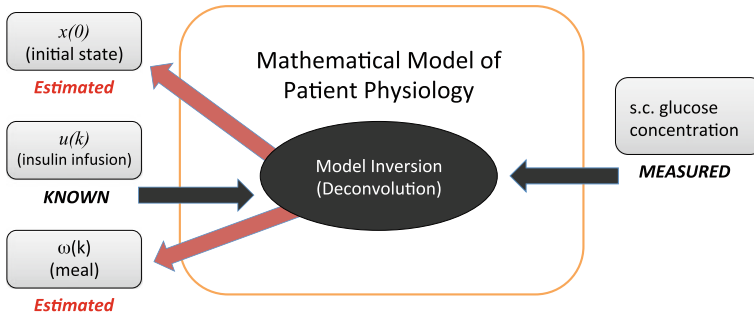 x(0)
(initial state)
Estimated
u(k)
(insulin infusion)
KNOWN
ω(k)
(meal)
Estimated
Mathematical Model of
Patient Physiology
Model Inversion
(Deconvolution)
s.c. glucose
concentration
MEASURED